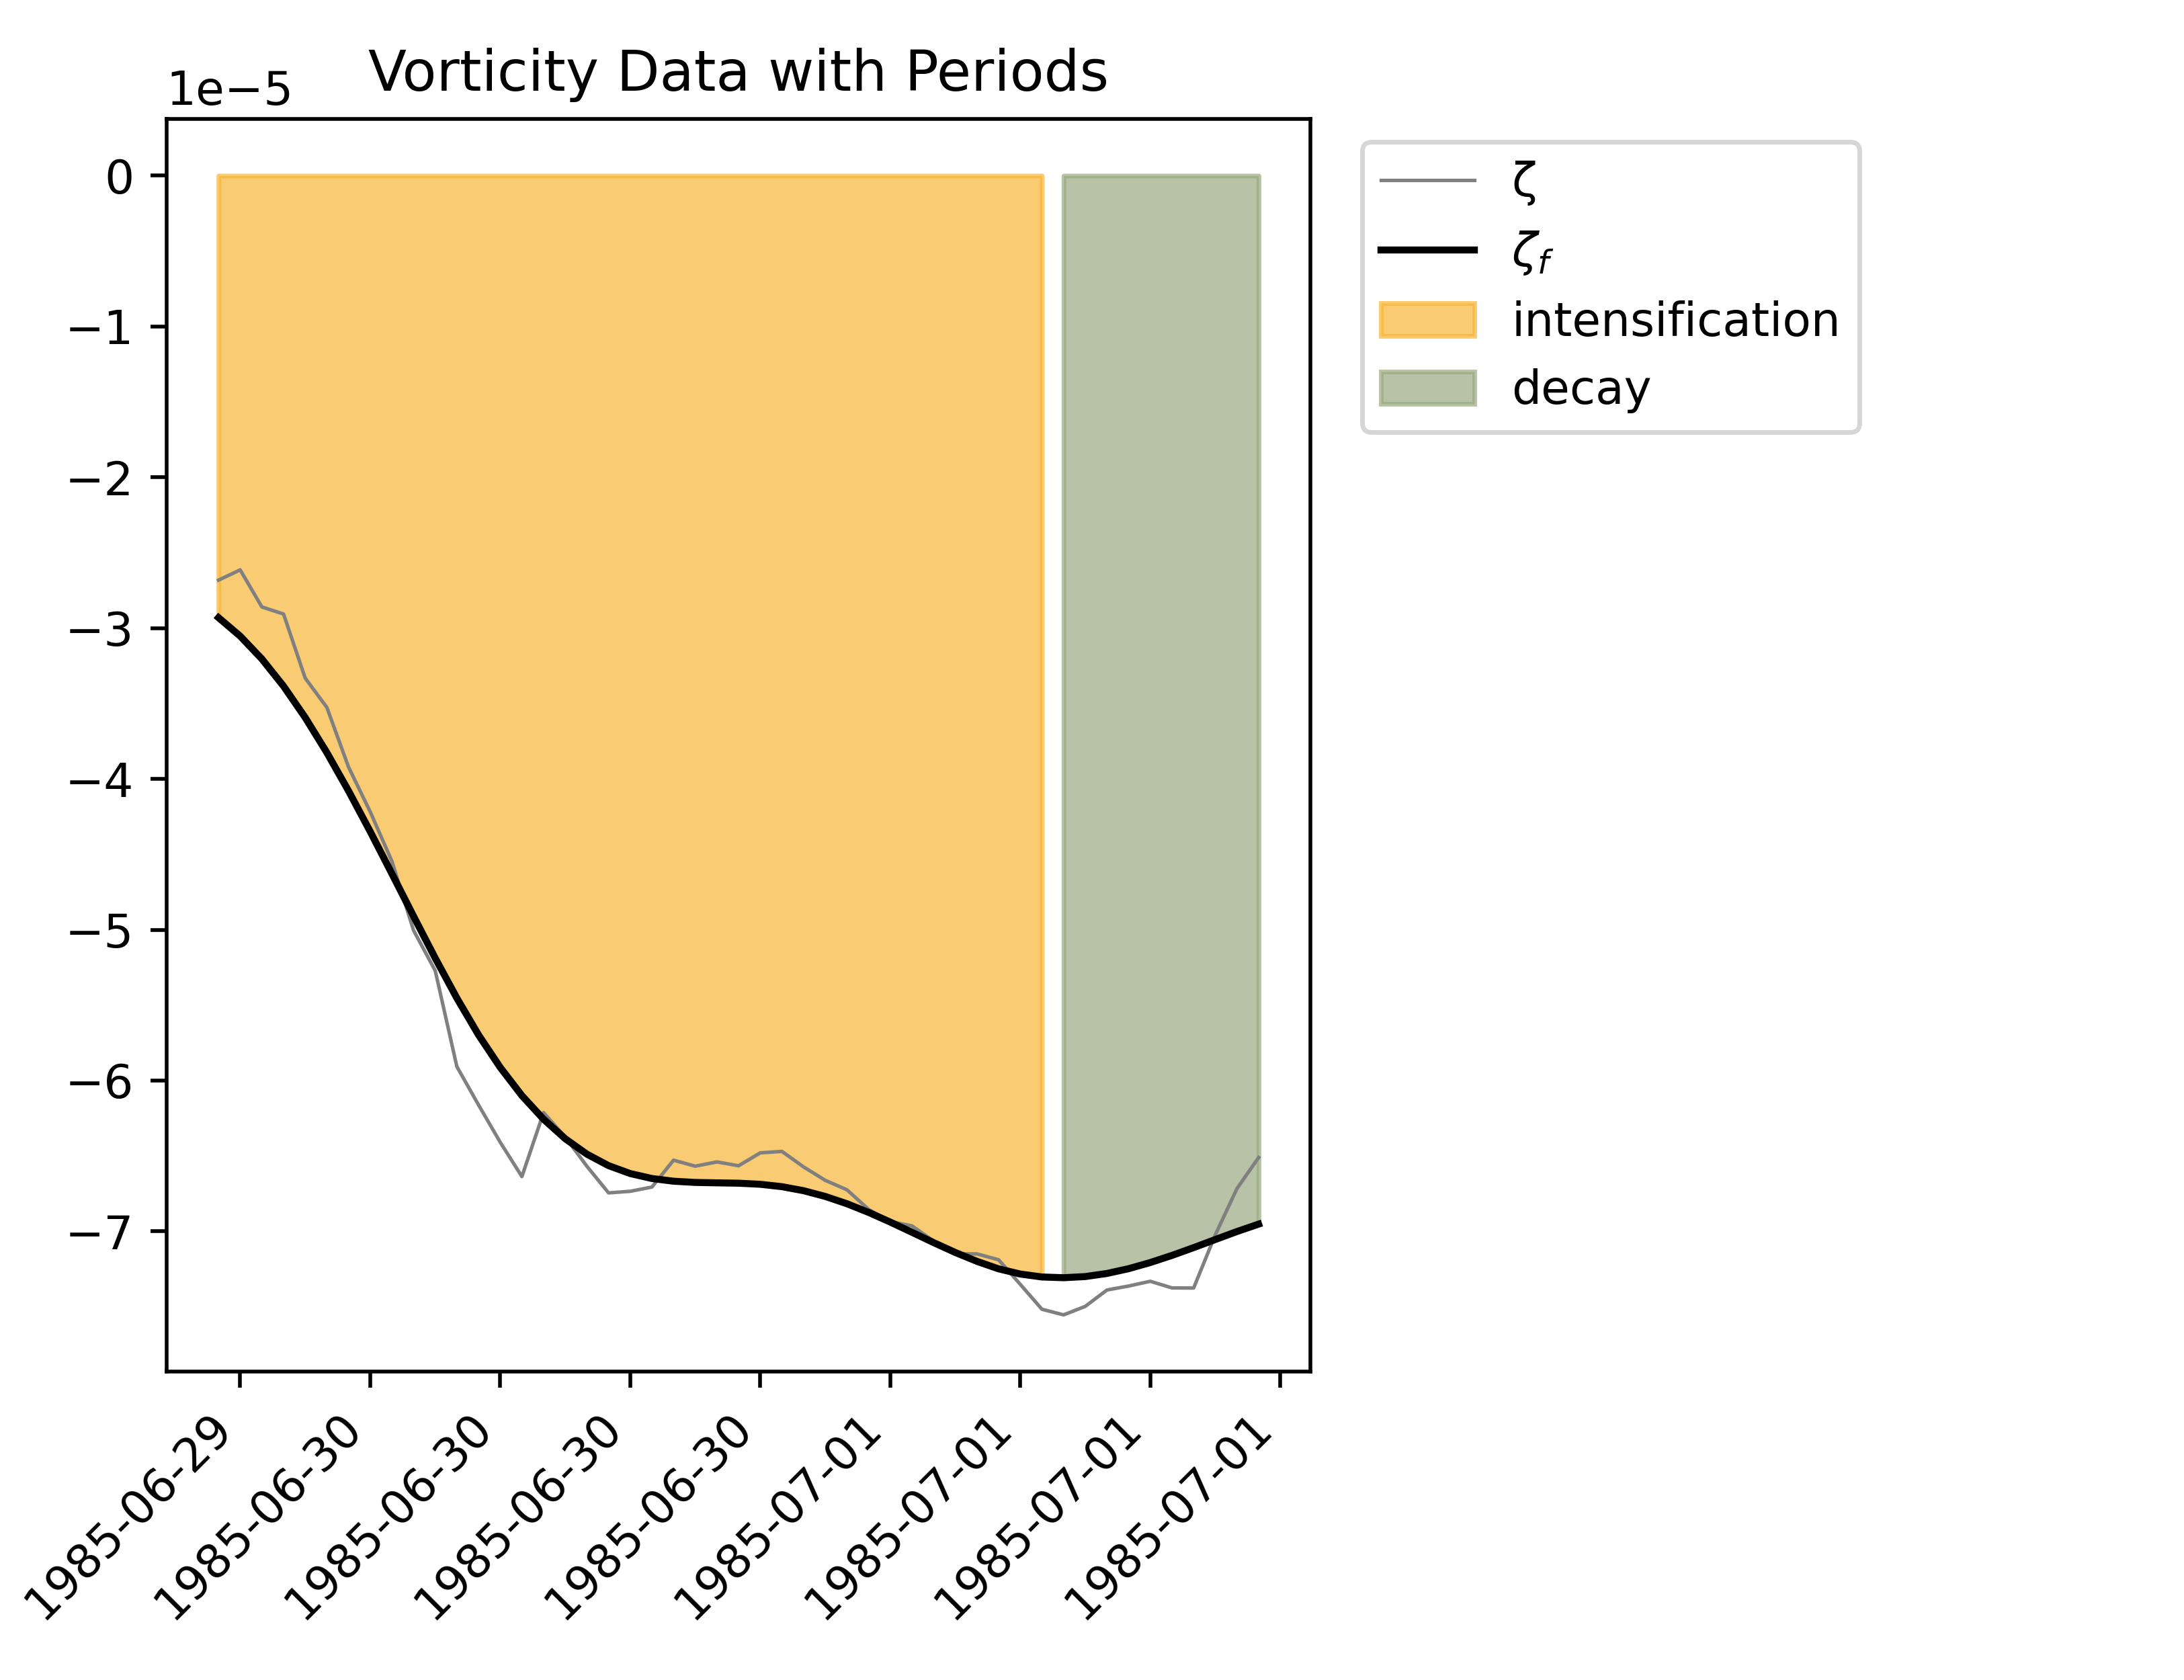 Vorticity Data with Periods
1e−5
0
−1
−2
−3
−4
−5
−6
−7
1985-06-29
1985-06-30
1985-06-30
1985-06-30
1985-06-30
1985-07-01
1985-07-01
1985-07-01
1985-07-01
ζ
ζf
intensification
decay